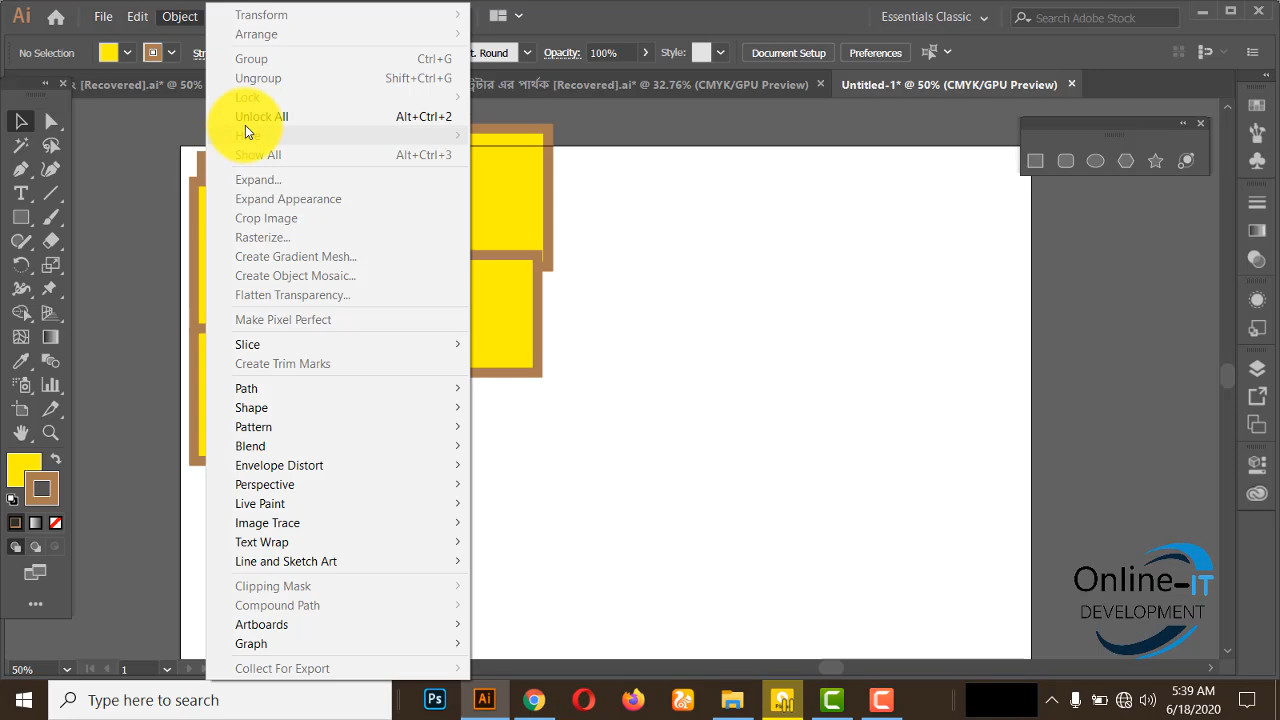 Ai File Edit Object Essentials Classic Search Adobe Stock
No Selection t. Round Opacity: 100% Style: Document Setup Preferences
[Recovered].ai* @ 50% এর পার্থক [Recovered].ai* @ 32.76% (CMYK/GPU Preview) Untitled-1* @ 50% (CMYK/GPU Preview)
Transform
Arrange
Group Ctrl+G
Ungroup Shift+Ctrl+G
Lock
Unlock All Alt+Ctrl+2
Show All Alt+Ctrl+3
Expand...
Expand Appearance
Crop Image
Rasterize...
Create Gradient Mesh...
Create Object Mosaic...
Flatten Transparency...
Make Pixel Perfect
Slice
Create Trim Marks
Path
Shape
Pattern
Blend
Envelope Distort
Perspective
Live Paint
Image Trace
Text Wrap
Line and Sketch Art
Clipping Mask
Compound Path
Artboards
Graph
Collect For Export
Online-IT
DEVELOPMENT
50% 1
Type here to search
Ps Ai
5:39 AM
6/18/2020